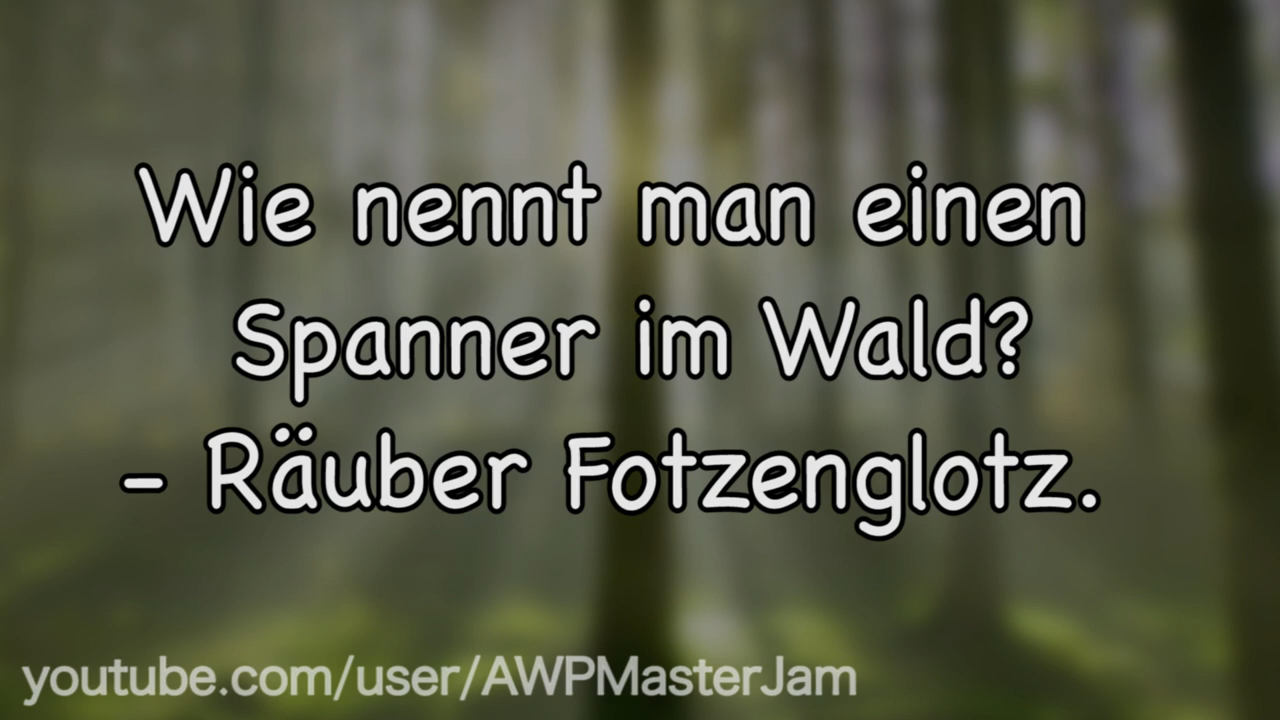 Wie nennt man einen
Spanner im Wald?
- Räuber Fotzenglotz.
youtube.com/user/AWPMasterJam